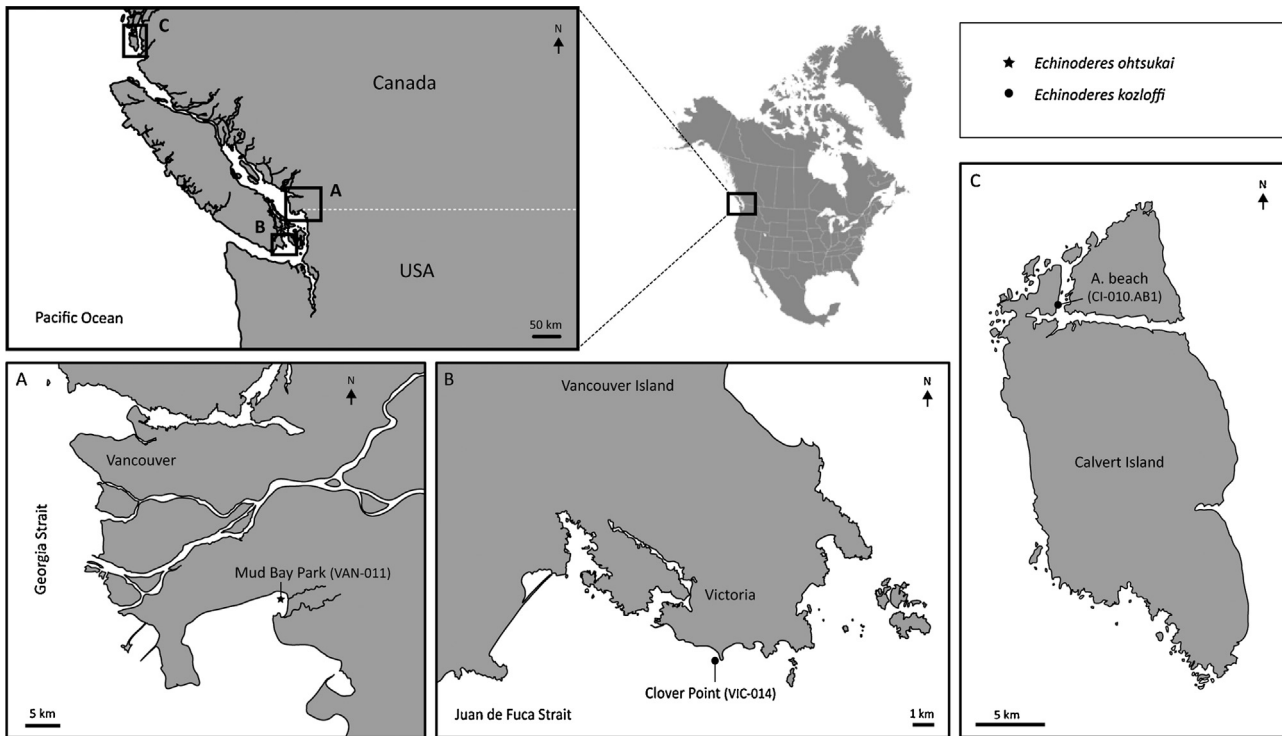 C
N
Canada
A
B
USA
Pacific Ocean
50 km
Echinoderes ohtsukai
Echinoderes kozloffi
A
N
Vancouver
Georgia Strait
Mud Bay Park (VAN-011)
5 km
B
Vancouver Island
N
Victoria
Clover Point (VIC-014)
Juan de Fuca Strait
1 km
C
N
A. beach
(CI-010.AB1)
Calvert Island
5 km